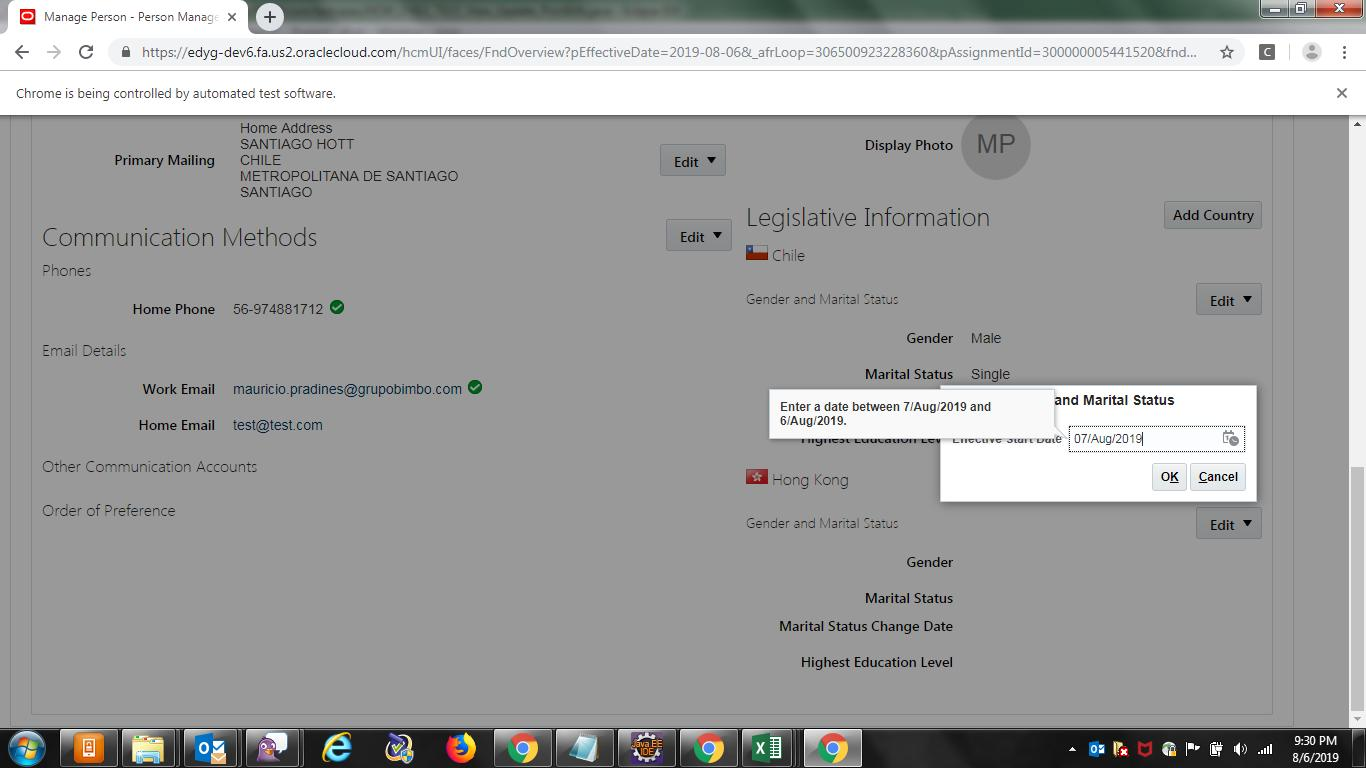 Manage Person - Person Manage
https://edyg-dev6.fa.us2.oraclecloud.com/hcmUI/faces/FndOverview?pEffectiveDate=2019-08-06&_afrLoop=306500923228360&pAssignmentId=300000005441520&fnd...
C
Chrome is being controlled by automated test software.
Home Address
SANTIAGO HOTT
Primary Mailing
CHILE
METROPOLITANA DE SANTIAGO
SANTIAGO
Edit
Display Photo
MP
Communication Methods
Edit
Phones
Home Phone 56-974881712
Email Details
Work Email mauricio.pradines@grupobimbo.com
Home Email test@test.com
Other Communication Accounts
Order of Preference
Legislative Information
Add Country
Chile
Gender and Marital Status
Edit
Gender Male
Marital Status Single
Enter a date between 7/Aug/2019 and
6/Aug/2019.
and Marital Status
Highest Education Leve
Effective Start Date 07/Aug/2019
OK Cancel
Hong Kong
Gender and Marital Status
Edit
Gender
Marital Status
Marital Status Change Date
Highest Education Level
Java EE
IDE
9:30 PM
8/6/2019